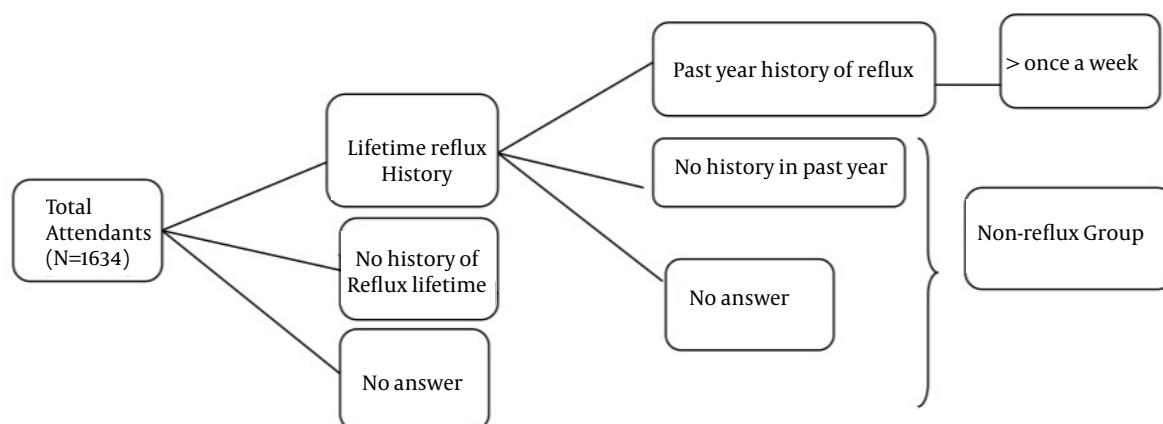 Total
Attendants
(N=1634)
Lifetime reflux
History
No history of
Reflux lifetime
No answer
Past year history of reflux
No history in past year
No answer
> once a week
Non-reflux Group